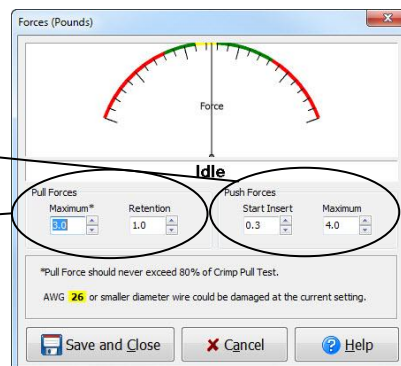 Forces (Pounds)
Force
Idle
Pull Forces
Push Forces
Maximum*
Retention
Start Insert
Maximum
3.0
1.0
0.3
4.0
*Pull Force should never exceed 80% of Crimp Pull Test.
AWG 26 or smaller diameter wire could be damaged at the current setting.
Save and Close
Cancel
Help